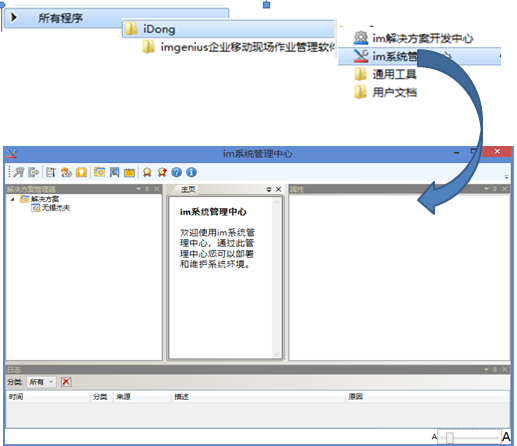 所有程序
iDong
imgenius企业移动现场作业管理软件
im解决方案开发中心
im系统管理中心
通用工具
用户文档
im系统管理中心
解决方案管理器
解决方案
无锡杰夫
主页
im系统管理中心
欢迎使用im系统管
理中心，通过此管
理中心您可以部署
和维护系统环境。
属性
日志
分类: 所有
时间 分类 来源 描述 原因
A A